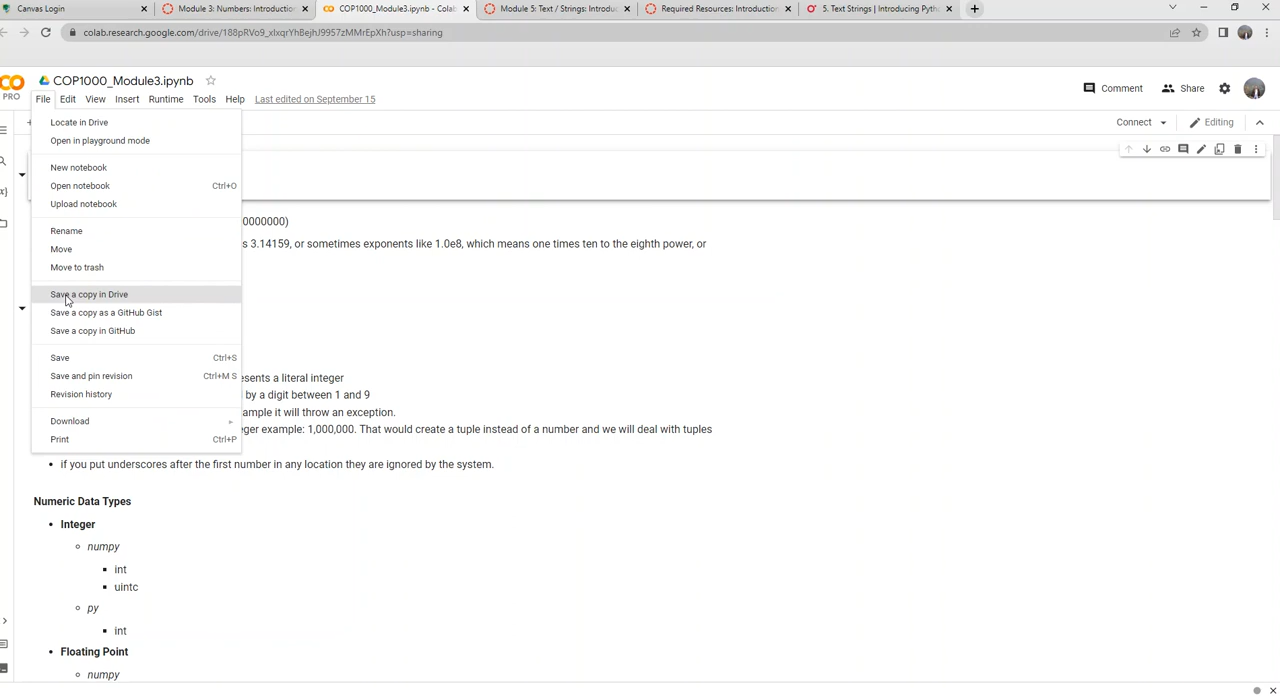 Canvas Login
Module 3: Numbers: Introduction
COP1000_Module3.ipynb - Colab
Module 5: Text / Strings: Introduc
Required Resources: Introduction
5. Text Strings | Introducing Pyth
colab.research.google.com/drive/188pRVo9_xIxqrYhBejhJ9957zMMrEpXh?usp=sharing
CO
PRO
COP1000_Module3.ipynb
Comment
Share
File Edit View Insert Runtime Tools Help Last edited on September 15
Connect
Editing
Locate in Drive
Open in playground mode
New notebook
Open notebook Ctrl+O
Upload notebook
Rename
Move
Move to trash
Save a copy in Drive
Save a copy as a GitHub Gist
Save a copy in GitHub
Save Ctrl+S
Save and pin revision Ctrl+M S
Revision history
Download
Print Ctrl+P
0000000)
s 3.14159, or sometimes exponents like 1.0e8, which means one times ten to the eighth power, or
esents a literal integer
by a digit between 1 and 9
ample it will throw an exception.
eger example: 1,000,000. That would create a tuple instead of a number and we will deal with tuples
• if you put underscores after the first number in any location they are ignored by the system.
Numeric Data Types
• Integer
numpy
int
uintc
py
int
• Floating Point
numpy